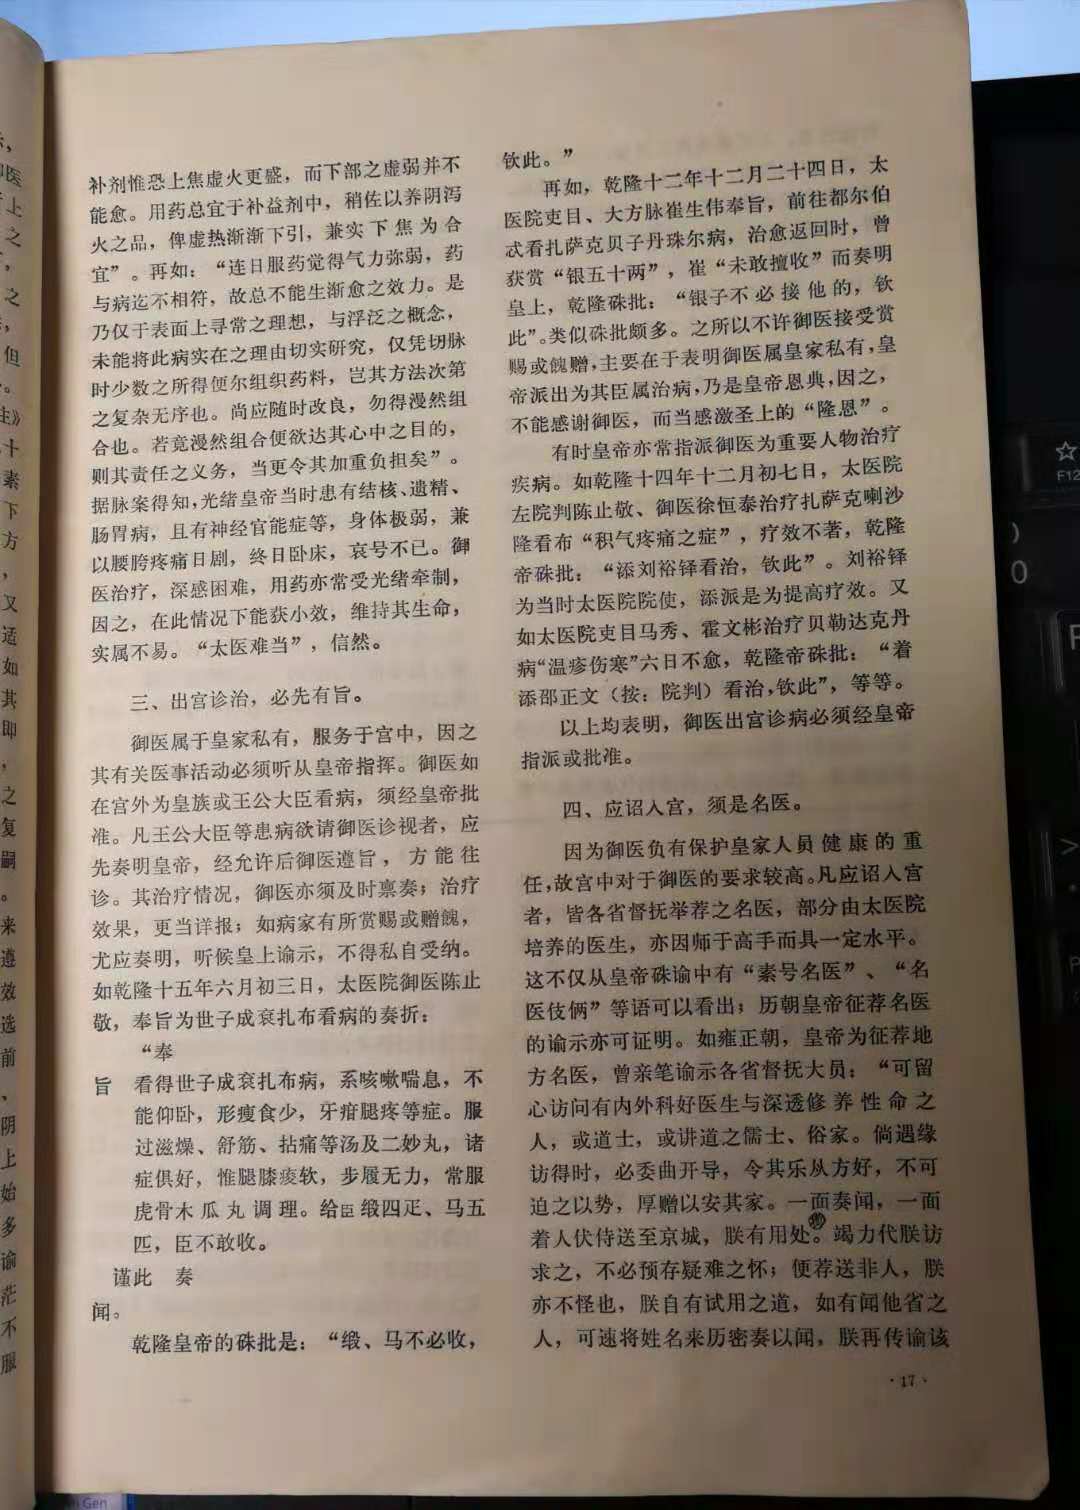 补剂惟恐上焦虚火更盛，而下部之虚弱并不
能愈。用药总宜于补益剂中，稍佐以养阴泻
火之品，俾虚热渐渐下引，兼实下焦为合
宜”。再如：“连日服药觉得气力弥弱，药
与病迄不相符，故总不能生渐愈之效力。是
乃仅于表面上寻常之理想，与浮泛之概念，
未能将此病实在之理由切实研究，仅凭切脉
时少数之所得便尔组织药料，岂其方法次第
之复杂无序也。尚应随时改良，勿得漫然组
合也。若竟漫然组合便欲达其心中之目的，
则其责任之义务，当更令其加重负担矣”。
据脉案得知，光绪皇帝当时患有结核、遗精、
肠胃病，且有神经官能症等，身体极弱，兼
以腰胯疼痛日剧，终日卧床，哀号不已。御
医治疗，深感困难，用药亦常受光绪牵制，
因之，在此情况下能获小效，维持其生命，
实属不易。“太医难当”，信然。
三、出宫诊治，必先有旨。
御医属于皇家私有，服务于宫中，因之
其有关医事活动必须听从皇帝指挥。御医如
在宫外为皇族或王公大臣看病，须经皇帝批
准。凡王公大臣等患病欲请御医诊视者，应
先奏明皇帝，经允许后御医遵旨，方能往
诊。其治疗情况，御医亦须及时禀奏；治疗
效果，更当详报；如病家有所赏赐或赠餽，
尤应奏明，听候皇上谕示，不得私自受纳。
如乾隆十五年六月初三日，太医院御医陈止
敬，奉旨为世子成衮扎布看病的奏折：
“奉
旨　看得世子成衮扎布病，系咳嗽喘息，不
能仰卧，形瘦食少，牙疳腿疼等症。服
过滋燥、舒筋、拈痛等汤及二妙丸，诸
症俱好，惟腿膝痿软，步履无力，常服
虎骨木瓜丸调理。给臣缎四疋、马五
匹，臣不敢收。
谨此　奏
闻。
乾隆皇帝的硃批是：“缎、马不必收，
钦此。”
再如，乾隆十二年十二月二十四日，太
医院吏目、大方脉崔生伟奉旨，前往都尔伯
忒看扎萨克贝子丹珠尔病，治愈返回时，曾
获赏“银五十两”，崔“未敢擅收”而奏明
皇上，乾隆硃批：“银子不必接他的，钦
此”。类似硃批颇多。之所以不许御医接受赏
赐或餽赠，主要在于表明御医属皇家私有，皇
帝派出为其臣属治病，乃是皇帝恩典，因之，
不能感谢御医，而当感激圣上的“隆恩”。
有时皇帝亦常指派御医为重要人物治疗
疾病。如乾隆十四年十二月初七日，太医院
左院判陈止敬、御医徐恒泰治疗扎萨克喇沙
隆看布“积气疼痛之症”，疗效不著，乾隆
帝硃批：“添刘裕铎看治，钦此”。刘裕铎
为当时太医院院使，添派是为提高疗效。又
如太医院吏目马秀、霍文彬治疗贝勒达克丹
病“温疹伤寒”六日不愈，乾隆帝硃批：“着
添邵正文（按：院判）看治，钦此”，等等。
以上均表明，御医出宫诊病必须经皇帝
指派或批准。
四、应诏入宫，须是名医。
因为御医负有保护皇家人员健康的重
任，故宫中对于御医的要求较高。凡应诏入宫
者，皆各省督抚举荐之名医，部分由太医院
培养的医生，亦因师于高手而具一定水平。
这不仅从皇帝硃谕中有“素号名医”、“名
医伎俩”等语可以看出；历朝皇帝征荐名医
的谕示亦可证明。如雍正朝，皇帝为征荐地
方名医，曾亲笔谕示各省督抚大员：“可留
心访问有内外科好医生与深透修养性命之
人，或道士，或讲道之儒士、俗家。倘遇缘
访得时，必委曲开导，令其乐从方好，不可
迫之以势，厚赠以安其家。一面奏闻，一面
着人伏侍送至京城，朕有用处。竭力代朕访
求之，不必预存疑难之怀；便荐送非人，朕
亦不怪也，朕自有试用之道，如有闻他省之
人，可速将姓名来历密奏以闻，朕再传谕该
·17·
F12